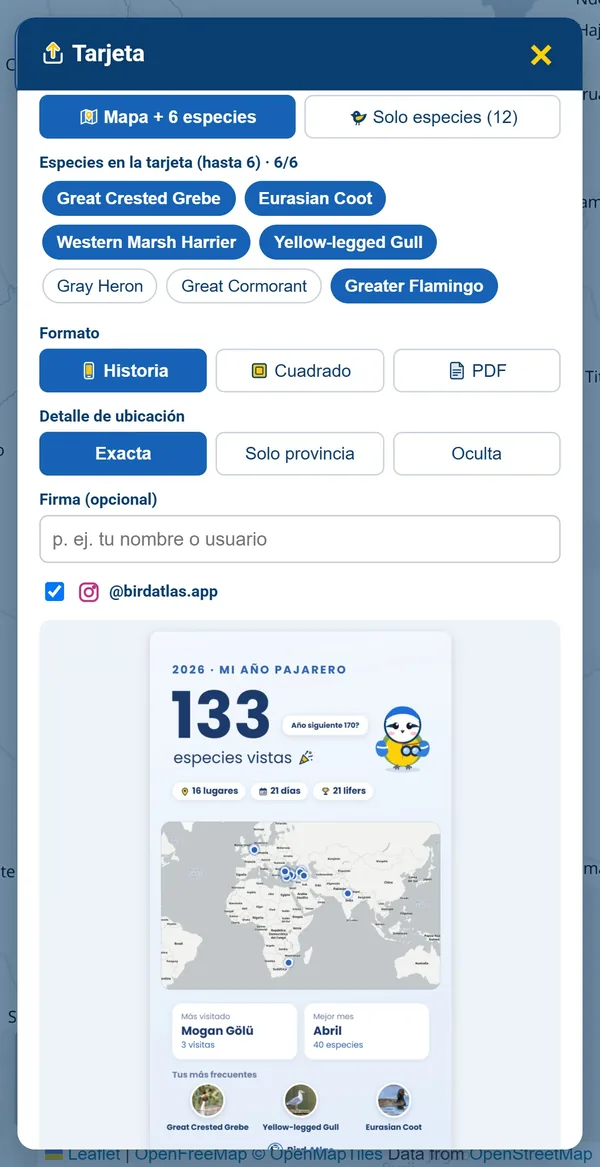 Tarjeta
Mapa + 6 especies
Solo especies (12)
Especies en la tarjeta (hasta 6) · 6/6
Great Crested Grebe
Eurasian Coot
Western Marsh Harrier
Yellow-legged Gull
Gray Heron
Great Cormorant
Greater Flamingo
Formato
Historia
Cuadrado
PDF
Detalle de ubicación
Exacta
Solo provincia
Oculta
Firma (opcional)
p. ej. tu nombre o usuario
@birdatlas.app
2026 · MI AÑO PAJARERO
133
Año siguiente 170?
especies vistas
16 lugares
21 días
21 lifers
Más visitado
Mogan Gölü
3 visitas
Mejor mes
Abril
40 especies
Tus más frecuentes
Great Crested Grebe
Yellow-legged Gull
Eurasian Coot
Leaflet | OpenFreeMap © OpenMapTiles Data from OpenStreetMap